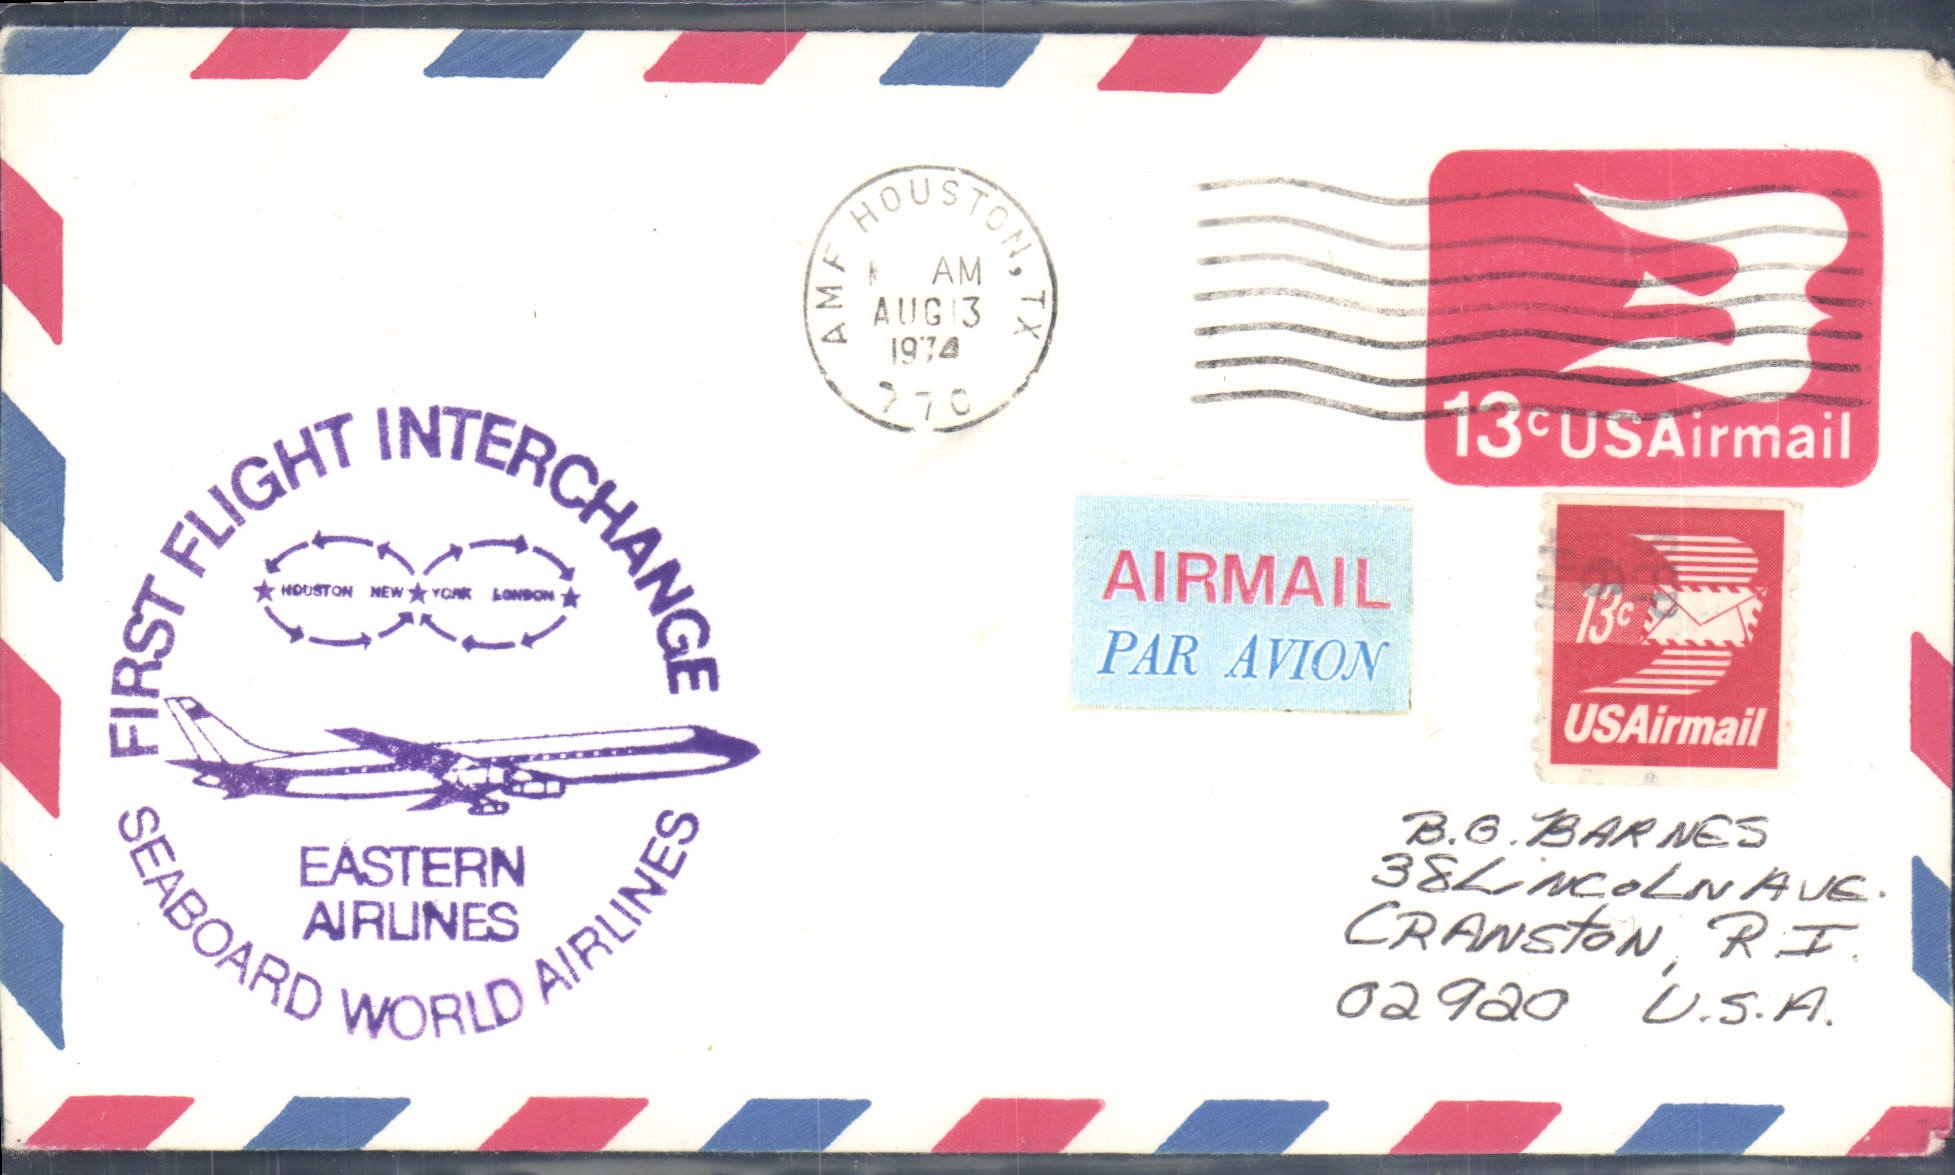 AMF HOUSTON, TX
AM
AUG 13
1974
770
13c USAirmail
AIRMAIL
PAR AVION
13c
USAirmail
FIRST FLIGHT INTERCHANGE
HOUSTON NEW YORK LONDON
EASTERN
AIRLINES
SEABOARD WORLD AIRLINES
B.G. BARNES
38 LINCOLN AVE.
CRANSTON, R.I.
02920 U.S.A.